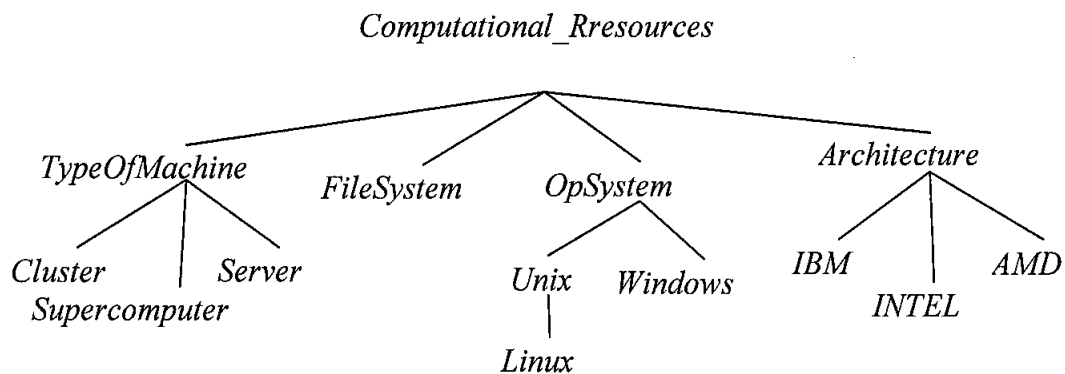 Computational_Rresources
TypeOfMachine
FileSystem
OpSystem
Architecture
Cluster
Supercomputer
Server
Unix
Windows
Linux
IBM
INTEL
AMD